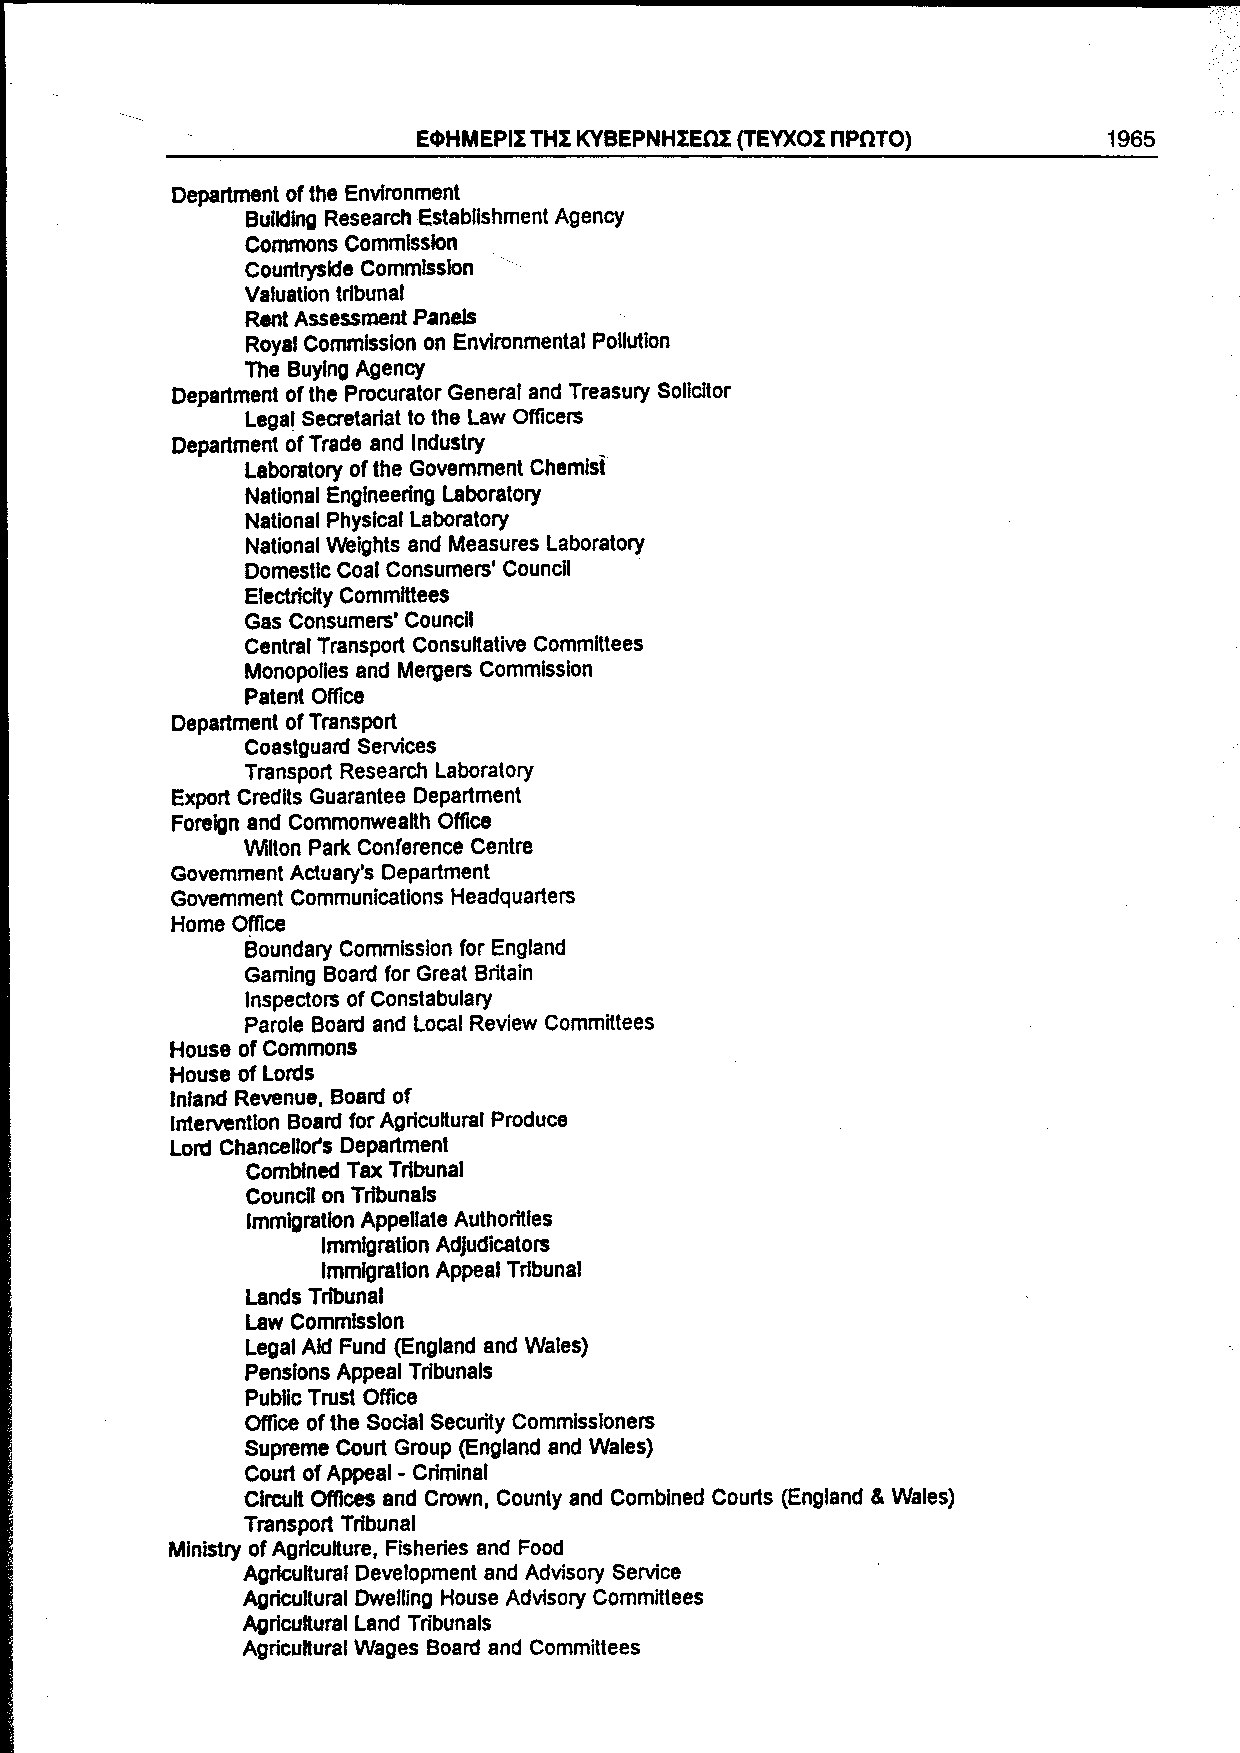 ΕΦΗΜΕΡΙΣ ΤΗΣ ΚΥΒΕΡΝΗΣΕΩΣ (ΤΕΥΧΟΣ ΠΡΩΤΟ) 1965
Department of the Environment
Building Research Establishment Agency
Commons Commission
Countryside Commission
Valuation tribunal
Rent Assessment Panels
Royal Commission on Environmental Pollution
The Buying Agency
Department of the Procurator General and Treasury Solicitor
Legal Secretariat to the Law Officers
Department of Trade and Industry
Laboratory of the Government Chemist
National Engineering Laboratory
National Physical Laboratory
National Weights and Measures Laboratory
Domestic Coal Consumers' Council
Electricity Committees
Gas Consumers' Council
Central Transport Consultative Committees
Monopolies and Mergers Commission
Patent Office
Department of Transport
Coastguard Services
Transport Research Laboratory
Export Credits Guarantee Department
Foreign and Commonwealth Office
Wilton Park Conference Centre
Government Actuary's Department
Government Communications Headquarters
Home Office
Boundary Commission for England
Gaming Board for Great Britain
Inspectors of Constabulary
Parole Board and Local Review Committees
House of Commons
House of Lords
Inland Revenue, Board of
Intervention Board for Agricultural Produce
Lord Chancellor's Department
Combined Tax Tribunal
Council on Tribunals
Immigration Appellate Authorities
Immigration Adjudicators
Immigration Appeal Tribunal
Lands Tribunal
Law Commission
Legal Aid Fund (England and Wales)
Pensions Appeal Tribunals
Public Trust Office
Office of the Social Security Commissioners
Supreme Court Group (England and Wales)
Court of Appeal - Criminal
Circuit Offices and Crown, County and Combined Courts (England & Wales)
Transport Tribunal
Ministry of Agriculture, Fisheries and Food
Agricultural Development and Advisory Service
Agricultural Dwelling House Advisory Committees
Agricultural Land Tribunals
Agricultural Wages Board and Committees